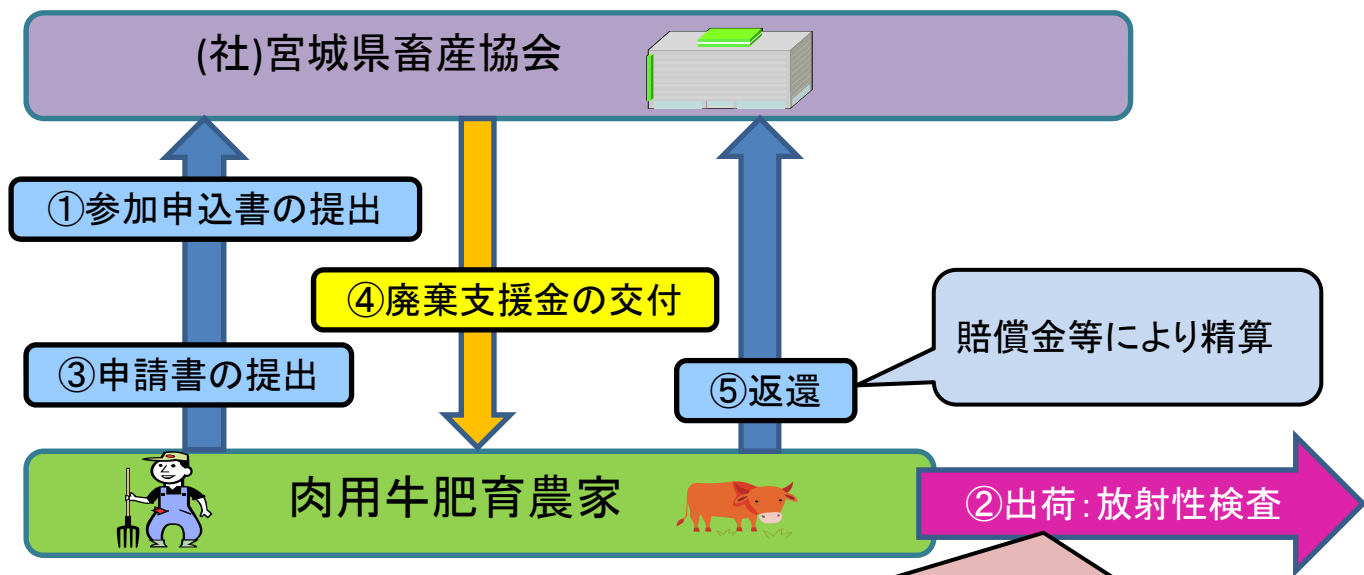 (社)宮城県畜産協会
①参加申込書の提出
④廃棄支援金の交付
賠償金等により精算
③申請書の提出
⑤返還
肉用牛肥育農家
②出荷：放射性検査